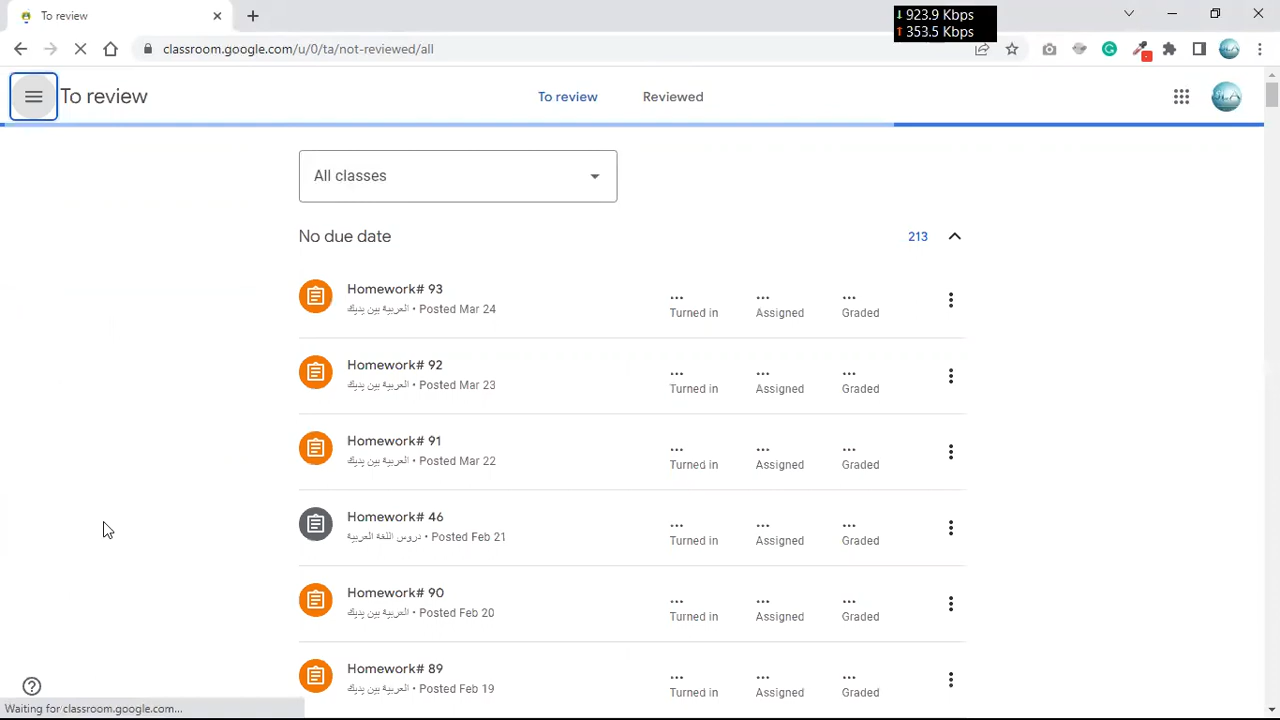 To review
923.9 Kbps
353.5 Kbps
classroom.google.com/u/0/ta/not-reviewed/all
To review
To review
Reviewed
All classes
No due date
213
Homework# 93
العربية بين يديك • Posted Mar 24
... ... ...
Turned in Assigned Graded
Homework# 92
العربية بين يديك • Posted Mar 23
... ... ...
Turned in Assigned Graded
Homework# 91
العربية بين يديك • Posted Mar 22
... ... ...
Turned in Assigned Graded
Homework# 46
دروس اللغة العربية • Posted Feb 21
... ... ...
Turned in Assigned Graded
Homework# 90
العربية بين يديك • Posted Feb 20
... ... ...
Turned in Assigned Graded
Homework# 89
العربية بين يديك • Posted Feb 19
... ... ...
Turned in Assigned Graded
Waiting for classroom.google.com...